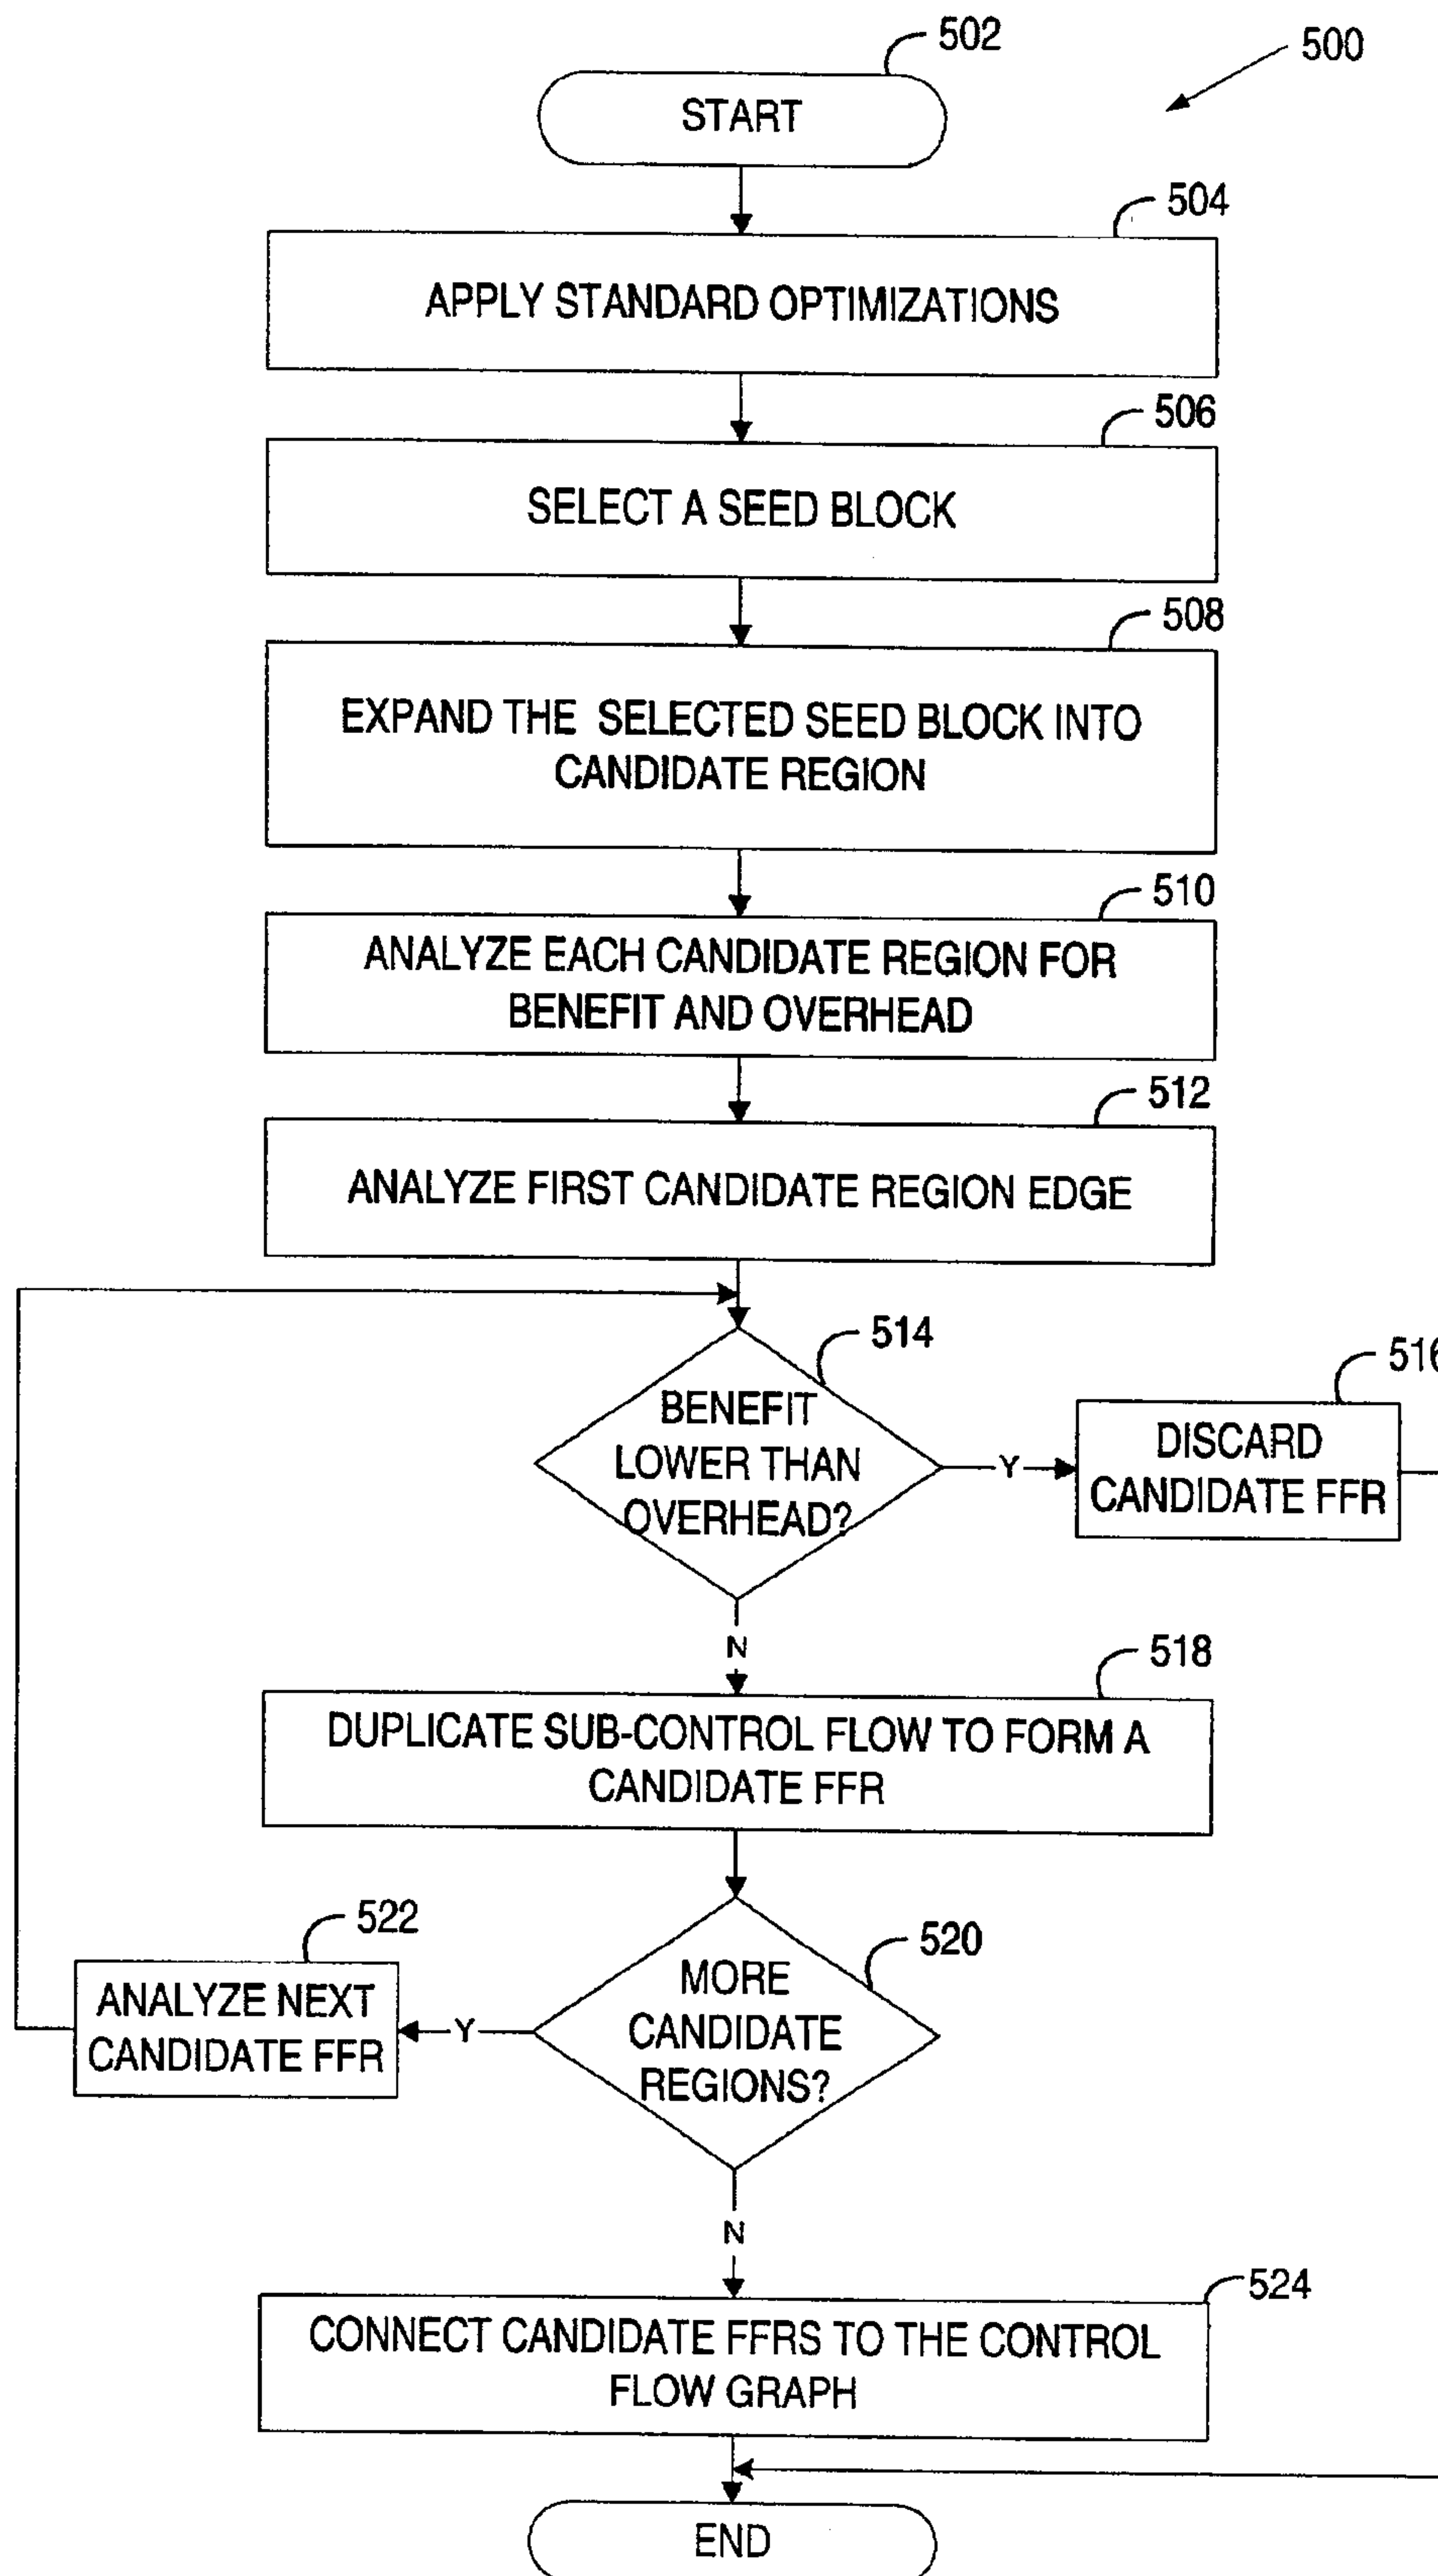 502
500
START
504
APPLY STANDARD OPTIMIZATIONS
506
SELECT A SEED BLOCK
508
EXPAND THE SELECTED SEED BLOCK INTO
CANDIDATE REGION
510
ANALYZE EACH CANDIDATE REGION FOR
BENEFIT AND OVERHEAD
512
ANALYZE FIRST CANDIDATE REGION EDGE
514
516
BENEFIT
LOWER THAN
OVERHEAD?
Y
DISCARD
CANDIDATE FFR
N
518
DUPLICATE SUB-CONTROL FLOW TO FORM A
CANDIDATE FFR
522
520
ANALYZE NEXT
CANDIDATE FFR
Y
MORE
CANDIDATE
REGIONS?
N
524
CONNECT CANDIDATE FFRS TO THE CONTROL
FLOW GRAPH
END